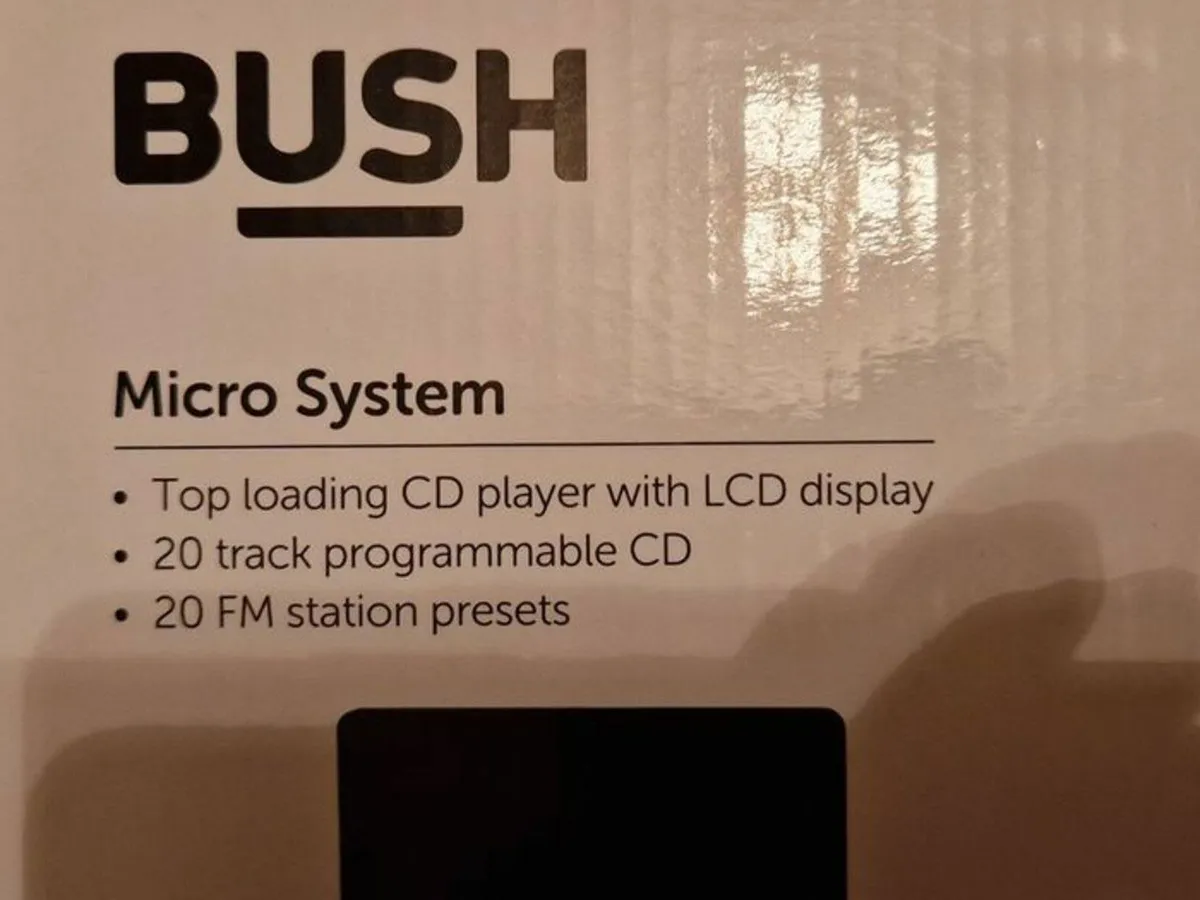 BUSH
Micro System
• Top loading CD player with LCD display
• 20 track programmable CD
• 20 FM station presets